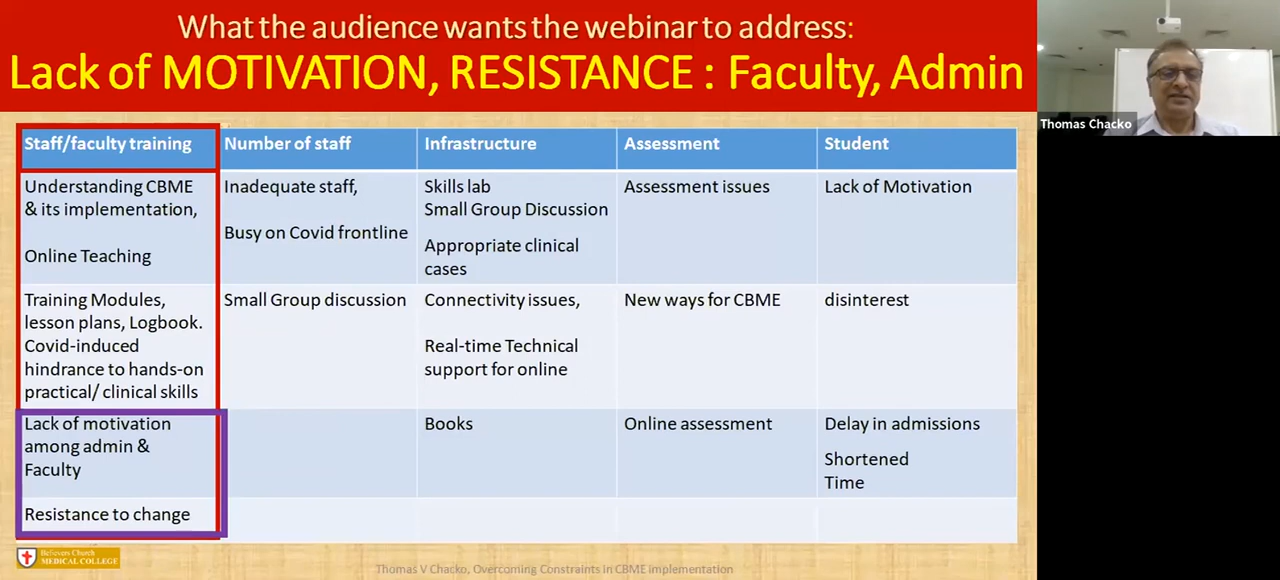 What the audience wants the webinar to address:
Lack of MOTIVATION, RESISTANCE : Faculty, Admin
Thomas Chacko
Staff/faculty training
Number of staff
Infrastructure
Assessment
Student
Understanding CBME
& its implementation,
Online Teaching
Inadequate staff,
Busy on Covid frontline
Skills lab
Small Group Discussion
Appropriate clinical
cases
Assessment issues
Lack of Motivation
Training Modules,
lesson plans, Logbook.
Covid-induced
hindrance to hands-on
practical/ clinical skills
Small Group discussion
Connectivity issues,
Real-time Technical
support for online
New ways for CBME
disinterest
Lack of motivation
among admin &
Faculty
Books
Online assessment
Delay in admissions
Shortened
Time
Resistance to change
Believers Church
MEDICAL COLLEGE
Thomas V Chacko, Overcoming Constraints in CBME implementation